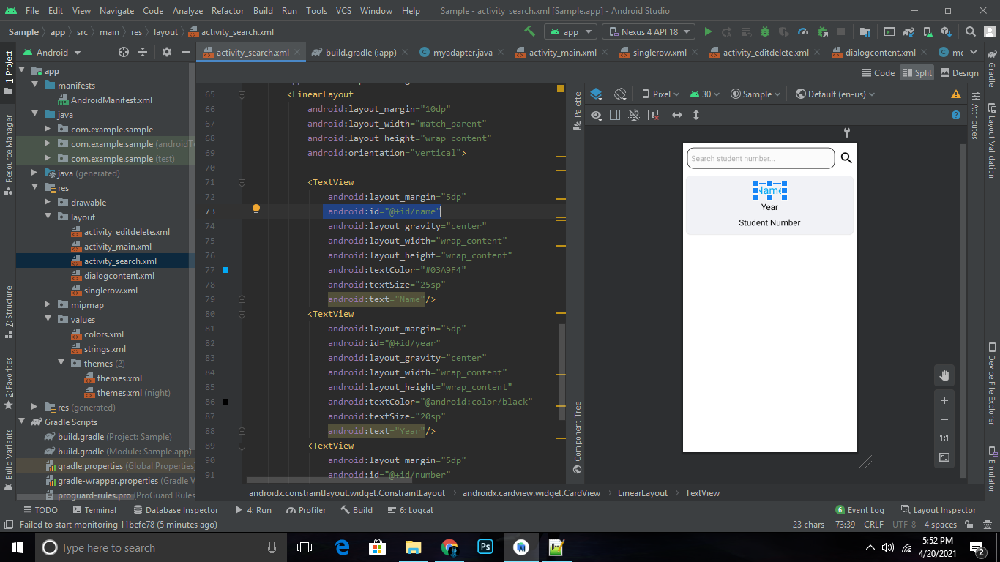 File Edit View Navigate Code Analyze Refactor Build Run Tools VCS Window Help Sample - activity_search.xml [Sample.app] - Android Studio
Sample app src main res layout activity_search.xml app Nexus 4 API 18
1: Project
Resource Manager
7: Structure
2: Favorites
Build Variants
Android
app
manifests
AndroidManifest.xml
java
com.example.sample
com.example.sample (androidTe
com.example.sample (test)
java (generated)
res
drawable
layout
activity_editdelete.xml
activity_main.xml
activity_search.xml
dialogcontent.xml
singlerow.xml
mipmap
values
colors.xml
strings.xml
themes (2)
themes.xml
themes.xml (night)
res (generated)
Gradle Scripts
build.gradle (Project: Sample)
build.gradle (Module: Sample.app)
gradle.properties (Global Properties)
gradle-wrapper.properties (Gradle V
proguard-rules.pro (ProGuard Rules
activity_search.xml build.gradle (:app) myadapter.java activity_main.xml singlerow.xml activity_editdelete.xml dialogcontent.xml mc
Code Split Design
65 <LinearLayout
66 android:layout_margin="10dp"
67 android:layout_width="match_parent"
68 android:layout_height="wrap_content"
69 android:orientation="vertical">
70
71 <TextView
72 android:layout_margin="5dp"
73 android:id="@+id/name"
74 android:layout_gravity="center"
75 android:layout_width="wrap_content"
76 android:layout_height="wrap_content"
77 android:textColor="#03A9F4"
78 android:textSize="25sp"
79 android:text="Name"/>
80 <TextView
81 android:layout_margin="5dp"
82 android:id="@+id/year"
83 android:layout_gravity="center"
84 android:layout_width="wrap_content"
85 android:layout_height="wrap_content"
86 android:textColor="@android:color/black"
87 android:textSize="20sp"
88 android:text="Year"/>
89 <TextView
90 android:layout_margin="5dp"
91 android:id="@+id/number"
Palette
Component Tree
Pixel 30 Sample Default (en-us)
Search student number...
Name
Year
Student Number
1:1
Attributes
Gradle
Layout Validation
Device File Explorer
Emulator
androidx.constraintlayout.widget.ConstraintLayout androidx.cardview.widget.CardView LinearLayout TextView
TODO Terminal Database Inspector 4: Run Profiler Build 6: Logcat 6 Event Log Layout Inspector
Failed to start monitoring 11befe78 (5 minutes ago) 23 chars 73:39 CRLF UTF-8 4 spaces
Type here to search Ps 5:52 PM
4/20/2021 2